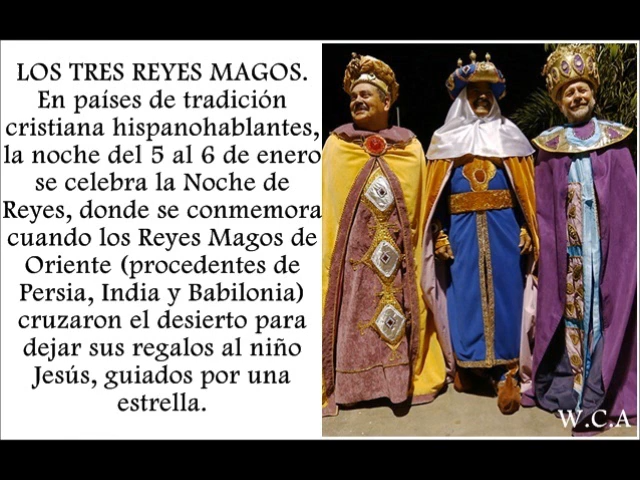 LOS TRES REYES MAGOS.
En países de tradición
cristiana hispanohablantes,
la noche del 5 al 6 de enero
se celebra la Noche de
Reyes, donde se conmemora
cuando los Reyes Magos de
Oriente (procedentes de
Persia, India y Babilonia)
cruzaron el desierto para
dejar sus regalos al niño
Jesús, guiados por una
estrella.
W.C.A